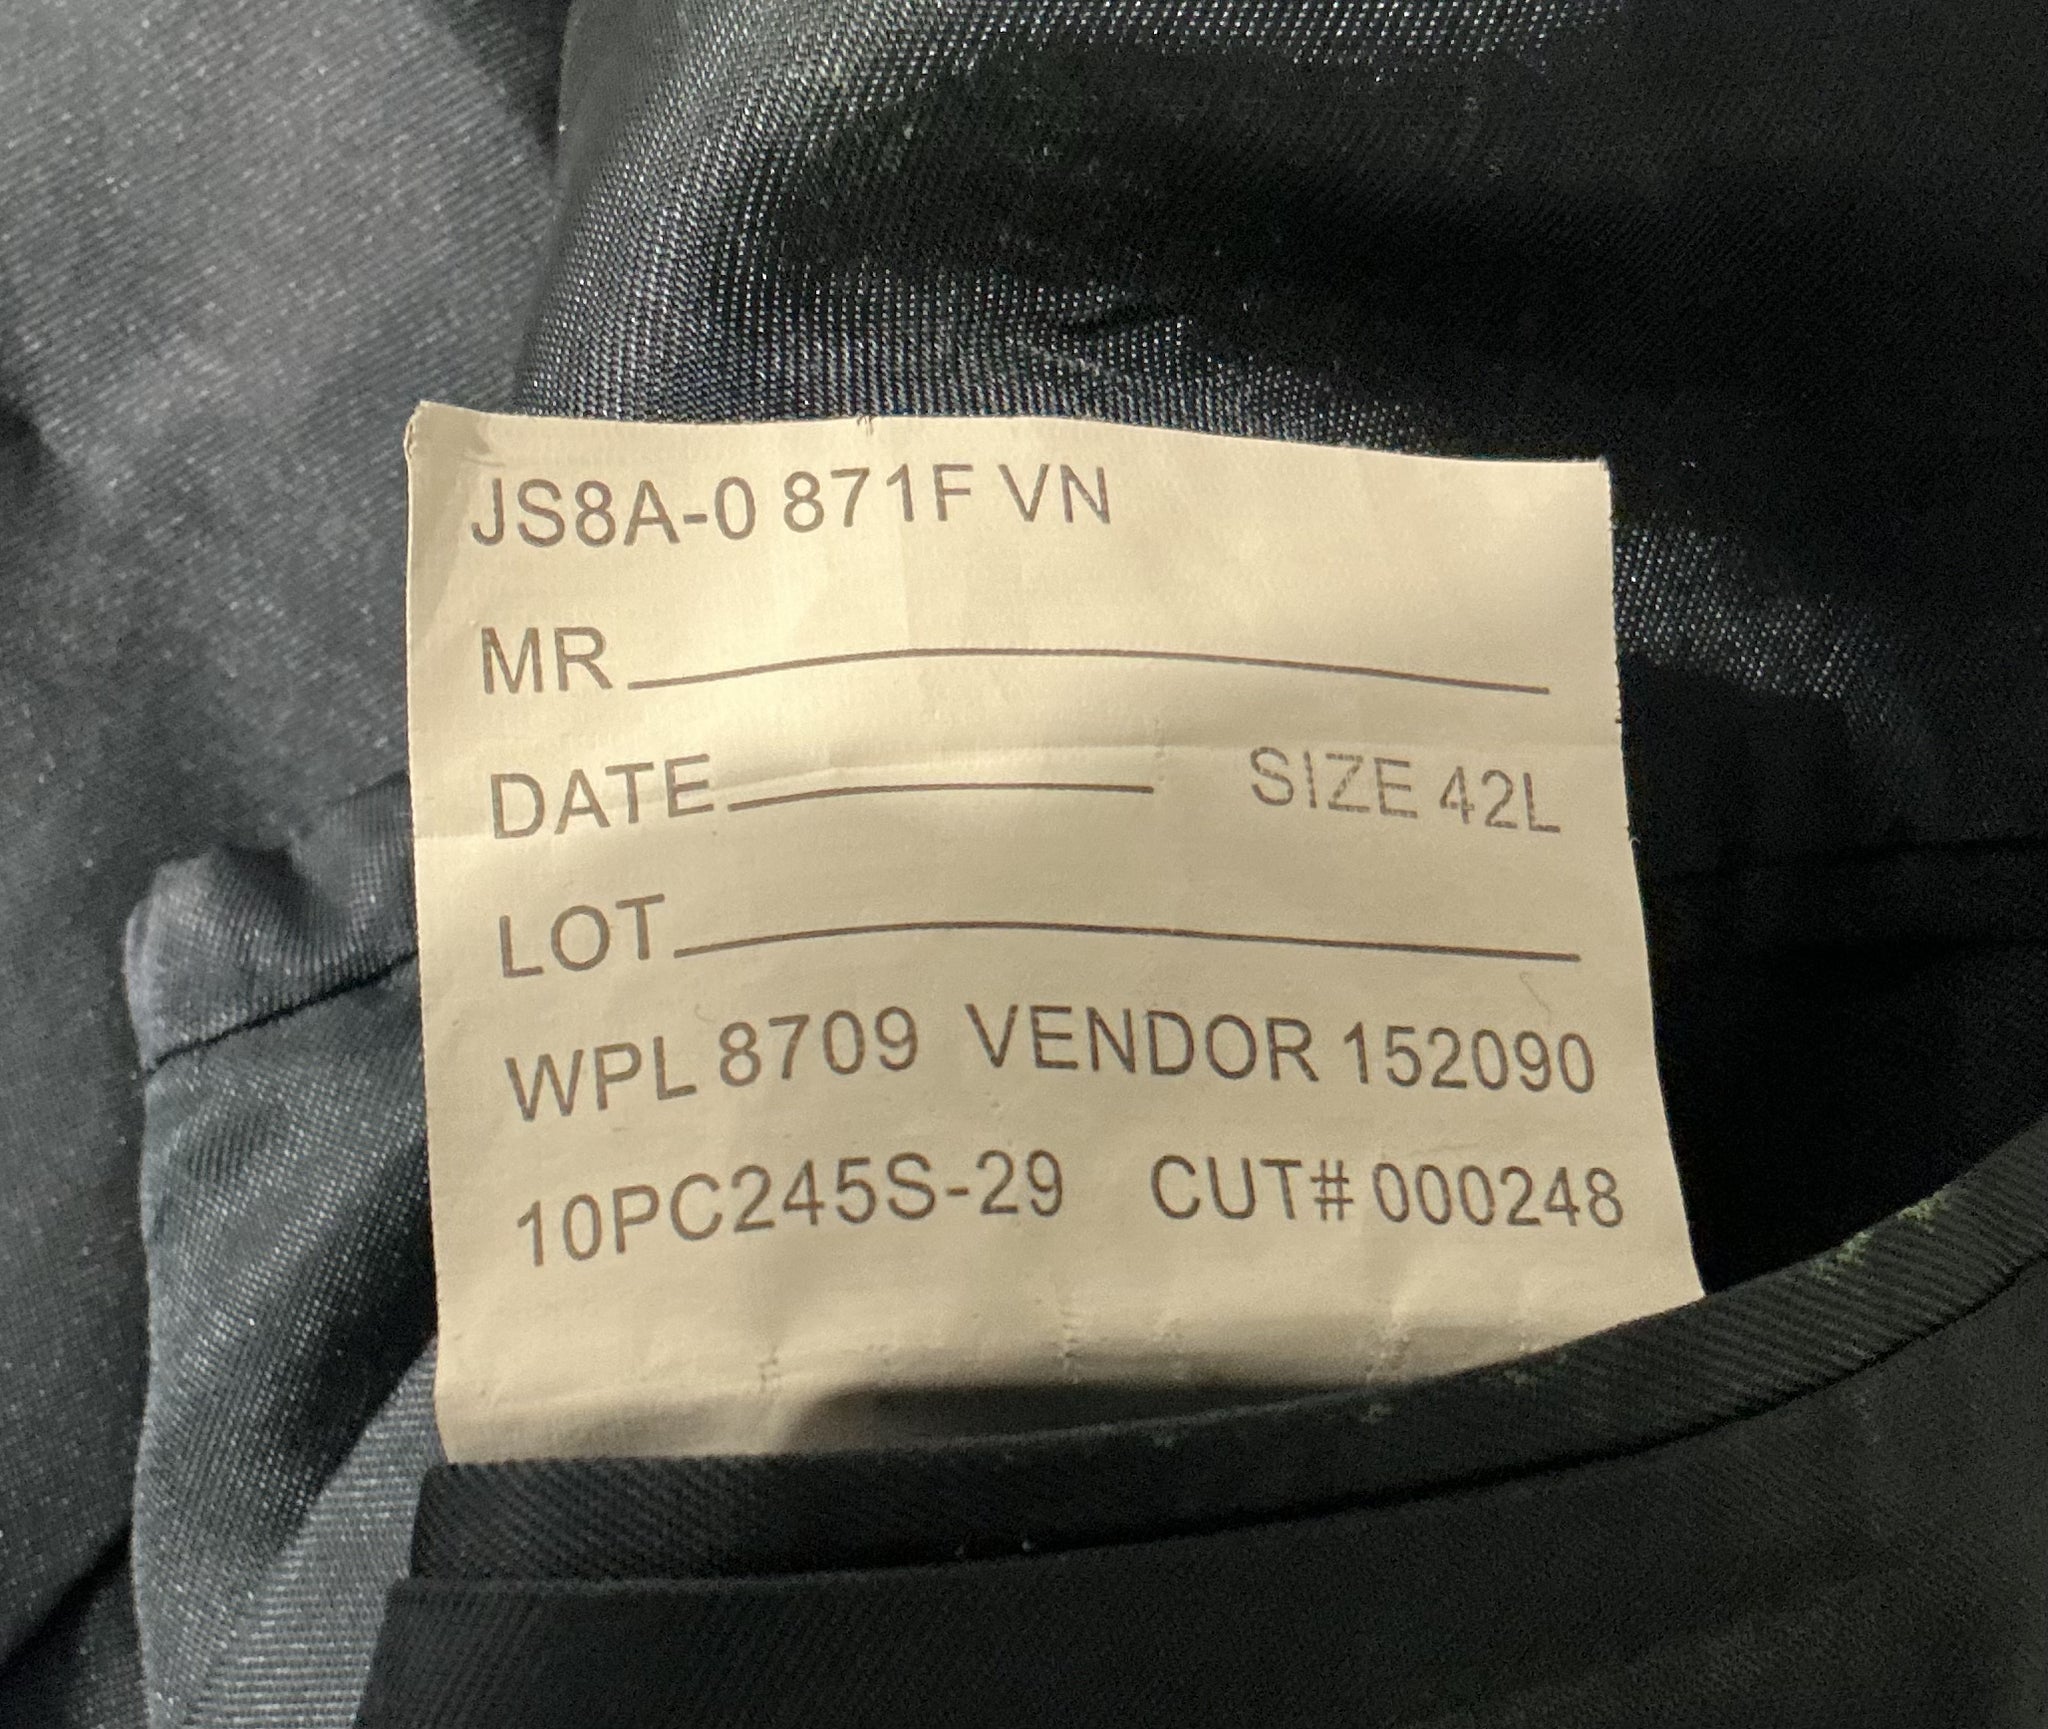 JS8A-0 871F VN
MR
DATE SIZE 42L
LOT
WPL 8709 VENDOR 152090
10PC245S-29 CUT# 000248